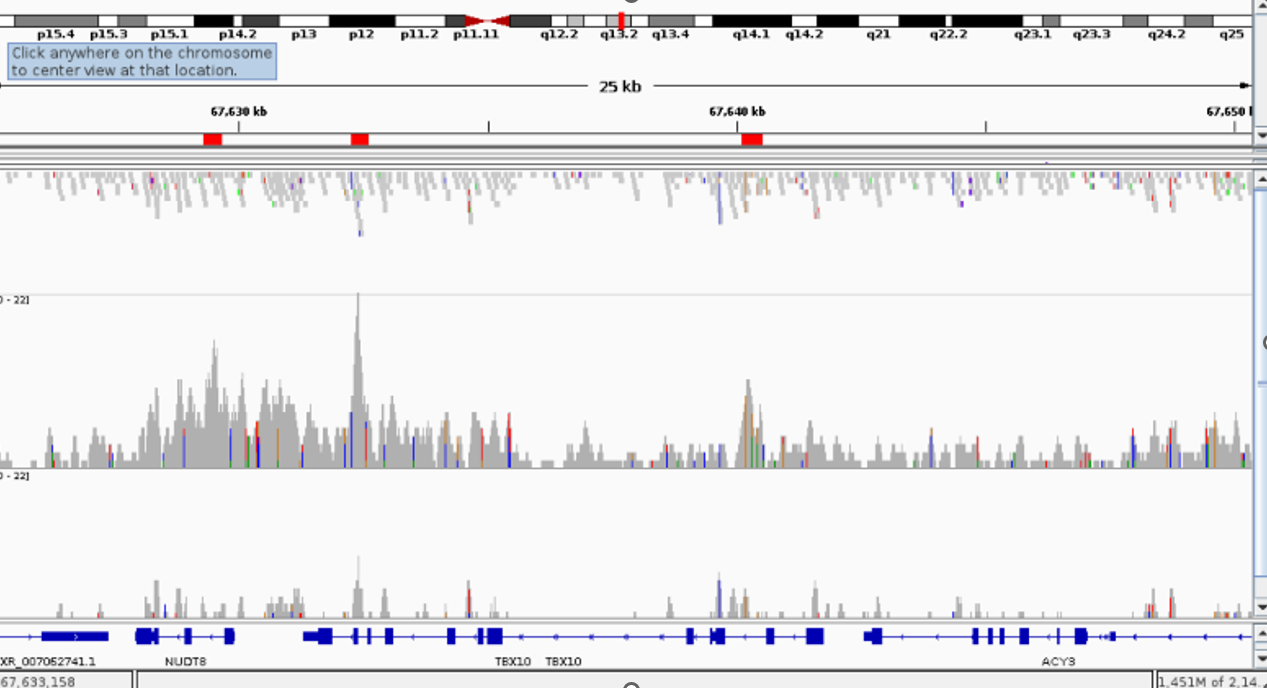 p15.4 p15.3 p15.1 p14.2 p13 p12 p11.2 p11.11 q12.2 q13.2 q13.4 q14.1 q14.2 q21 q22.2 q23.1 q23.3 q24.2 q25
Click anywhere on the chromosome
to center view at that location.
25 kb
67,630 kb 67,640 kb 67,650
- 22]
- 22]
XR_007052741.1 NUDT8 TBX10 TBX10 ACY3
67,633,158 1,451M of 2,14..